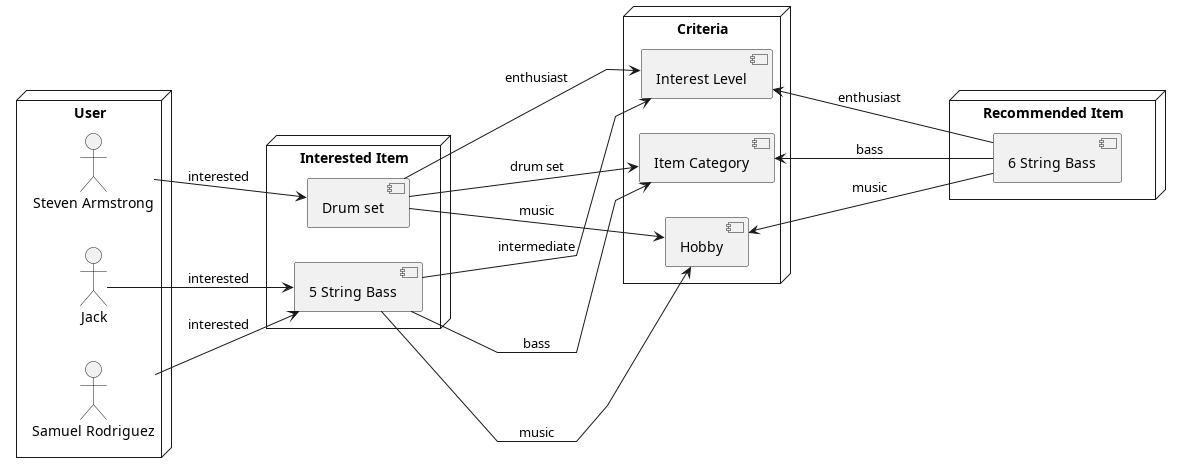 User
Steven Armstrong
Jack
Samuel Rodriguez
interested
interested
interested
Interested Item
Drum set
5 String Bass
enthusiast
drum set
music
intermediate
bass
music
Criteria
Interest Level
Item Category
Hobby
enthusiast
bass
music
Recommended Item
6 String Bass